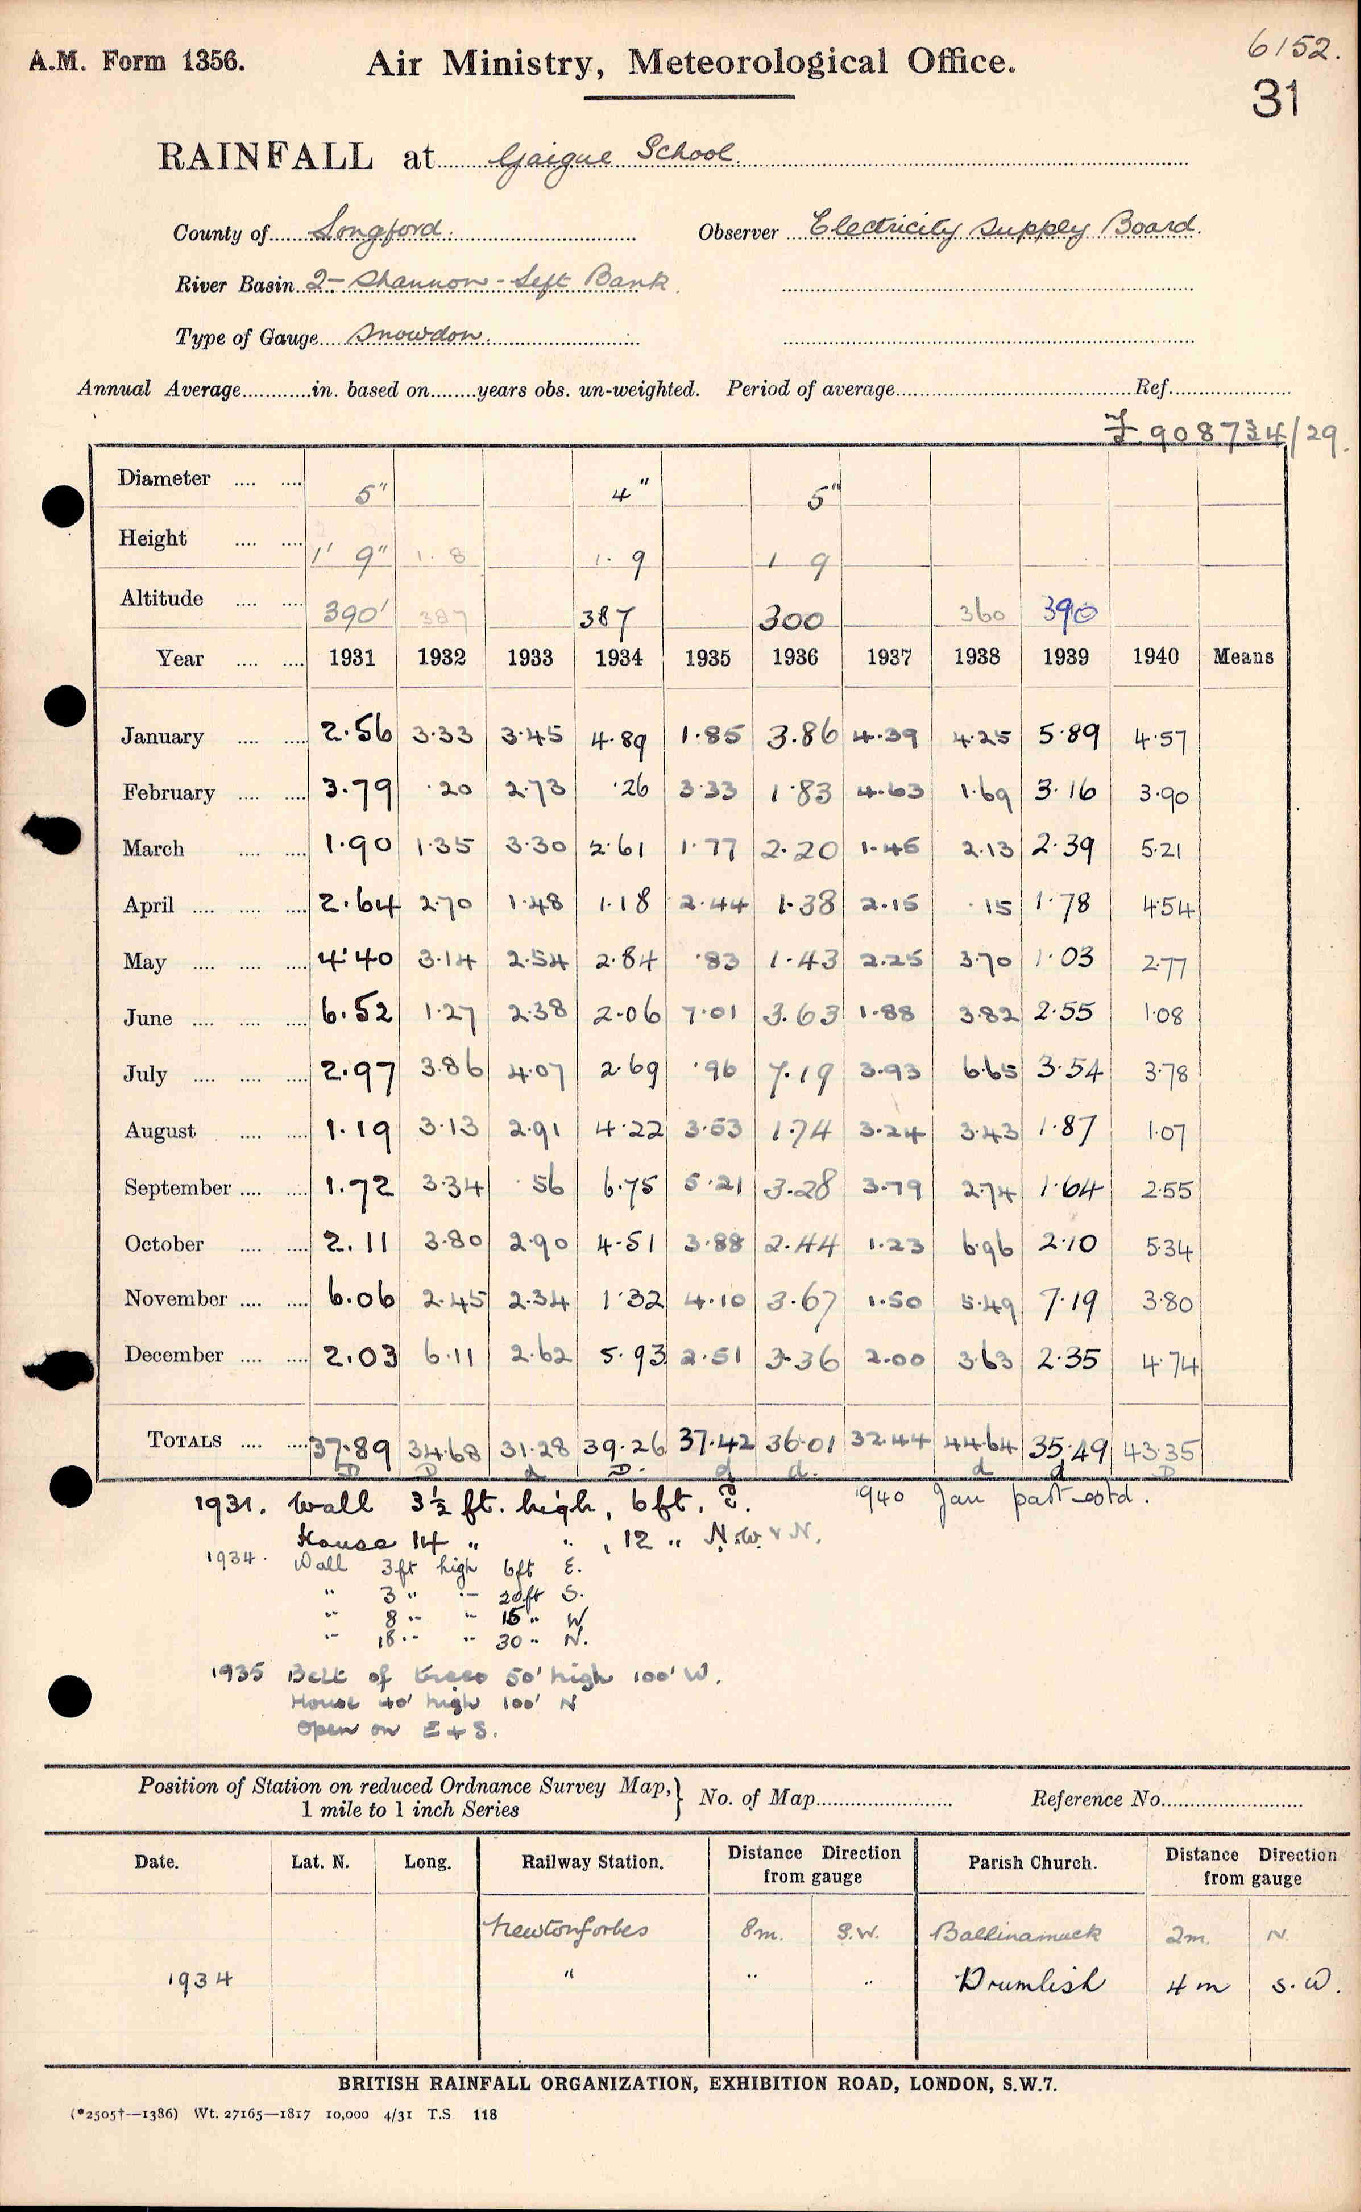 A.M. Form 1356.
Air Ministry, Meteorological Office.
6152.
31
RAINFALL at Gaigue School.
County of Longford. Observer Electricity Supply Board.
River Basin 2 - Shannon - Left Bank.
Type of Gauge Snowdon.
Annual Average in. based on years obs. un-weighted. Period of average Ref.
9087 34/29.
Diameter 5" 4" 5"
Height 1' 9" 1. 8 1. 9 1 9
Altitude 390' 387 387 300 360 390
Year 1931 1932 1933 1934 1935 1936 1937 1938 1939 1940 Means
January 2.56 3.33 3.45 4.89 1.85 3.86 4.39 4.25 5.89 4.57
February 3.79 .20 2.73 .26 3.33 1.83 4.63 1.69 3.16 3.90
March 1.90 1.35 3.30 2.61 1.77 2.20 1.46 2.13 2.39 5.21
April 2.64 2.70 1.48 1.18 2.44 1.38 2.15 .15 1.78 4.54
May 4.40 3.14 2.54 2.84 .83 1.43 2.25 3.70 1.03 2.77
June 6.52 1.27 2.38 2.06 7.01 3.63 1.88 3.82 2.55 1.08
July 2.97 3.86 4.07 2.69 .96 7.19 3.93 6.65 3.54 3.78
August 1.19 3.13 2.91 4.22 3.53 1.74 3.24 3.43 1.87 1.07
September 1.72 3.34 .56 6.75 5.21 3.28 3.79 2.74 1.64 2.55
October 2.11 3.80 2.90 4.51 3.88 2.44 1.23 6.96 2.10 5.34
November 6.06 2.45 2.34 1.32 4.10 3.67 1.50 5.49 7.19 3.80
December 2.03 6.11 2.62 5.93 2.51 3.36 2.00 3.63 2.35 4.74
TOTALS 37.89 34.68 31.28 39.26 37.42 36.01 32.44 44.64 35.49 43.35
D D d D. d d. d d D
1931. Wall 3½ ft. high, 6 ft.
1940 Jan part estd.
House 14 " " , 12 " N.W. & N.
1934. Wall 3 ft high 6 ft E.
" 3 " " 20 ft S.
" 8 " " 15 " W
" 18 " " 30 " N.
1935 Belt of trees 50' high 100' W.
House 40' high 100' N
Open on E & S.
Position of Station on reduced Ordnance Survey Map, 1 mile to 1 inch Series } No. of Map Reference No.
Date. Lat. N. Long. Railway Station. Distance Direction from gauge Parish Church. Distance Direction from gauge
Newtonforbes 8m. S.W. Ballinamuck 2m. N
1934 " " " Drumlish 4 m S.W.
BRITISH RAINFALL ORGANIZATION, EXHIBITION ROAD, LONDON, S.W.7.
(*2505†—1386) Wt. 27165—1817 10,000 4/31 T.S 118